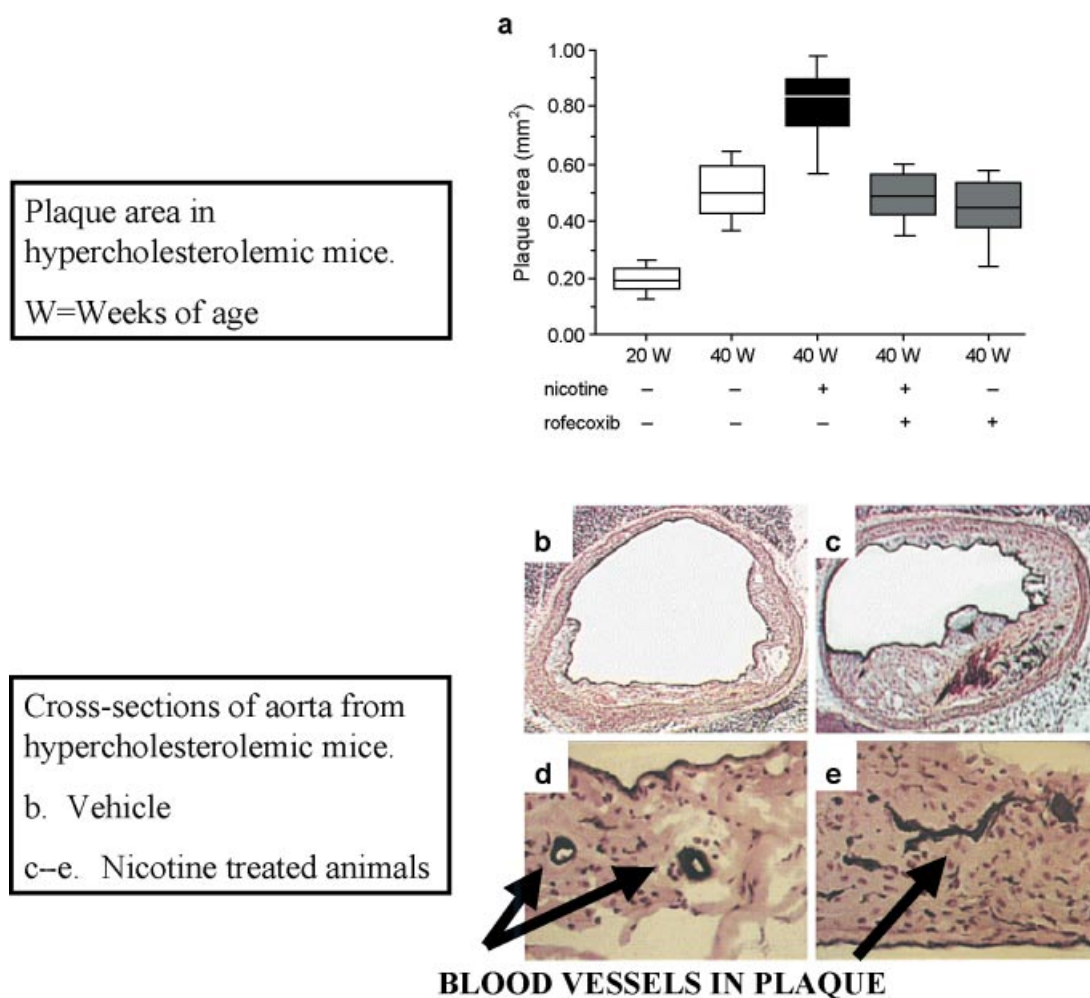 a
Plaque area (mm²)
1.00
0.80
0.60
0.40
0.20
0.00
20 W 40 W 40 W 40 W 40 W
nicotine – – + + –
rofecoxib – – – + +
Plaque area in
hypercholesterolemic mice.
W=Weeks of age
b
c
d
e
Cross-sections of aorta from
hypercholesterolemic mice.
b. Vehicle
c--e. Nicotine treated animals
BLOOD VESSELS IN PLAQUE